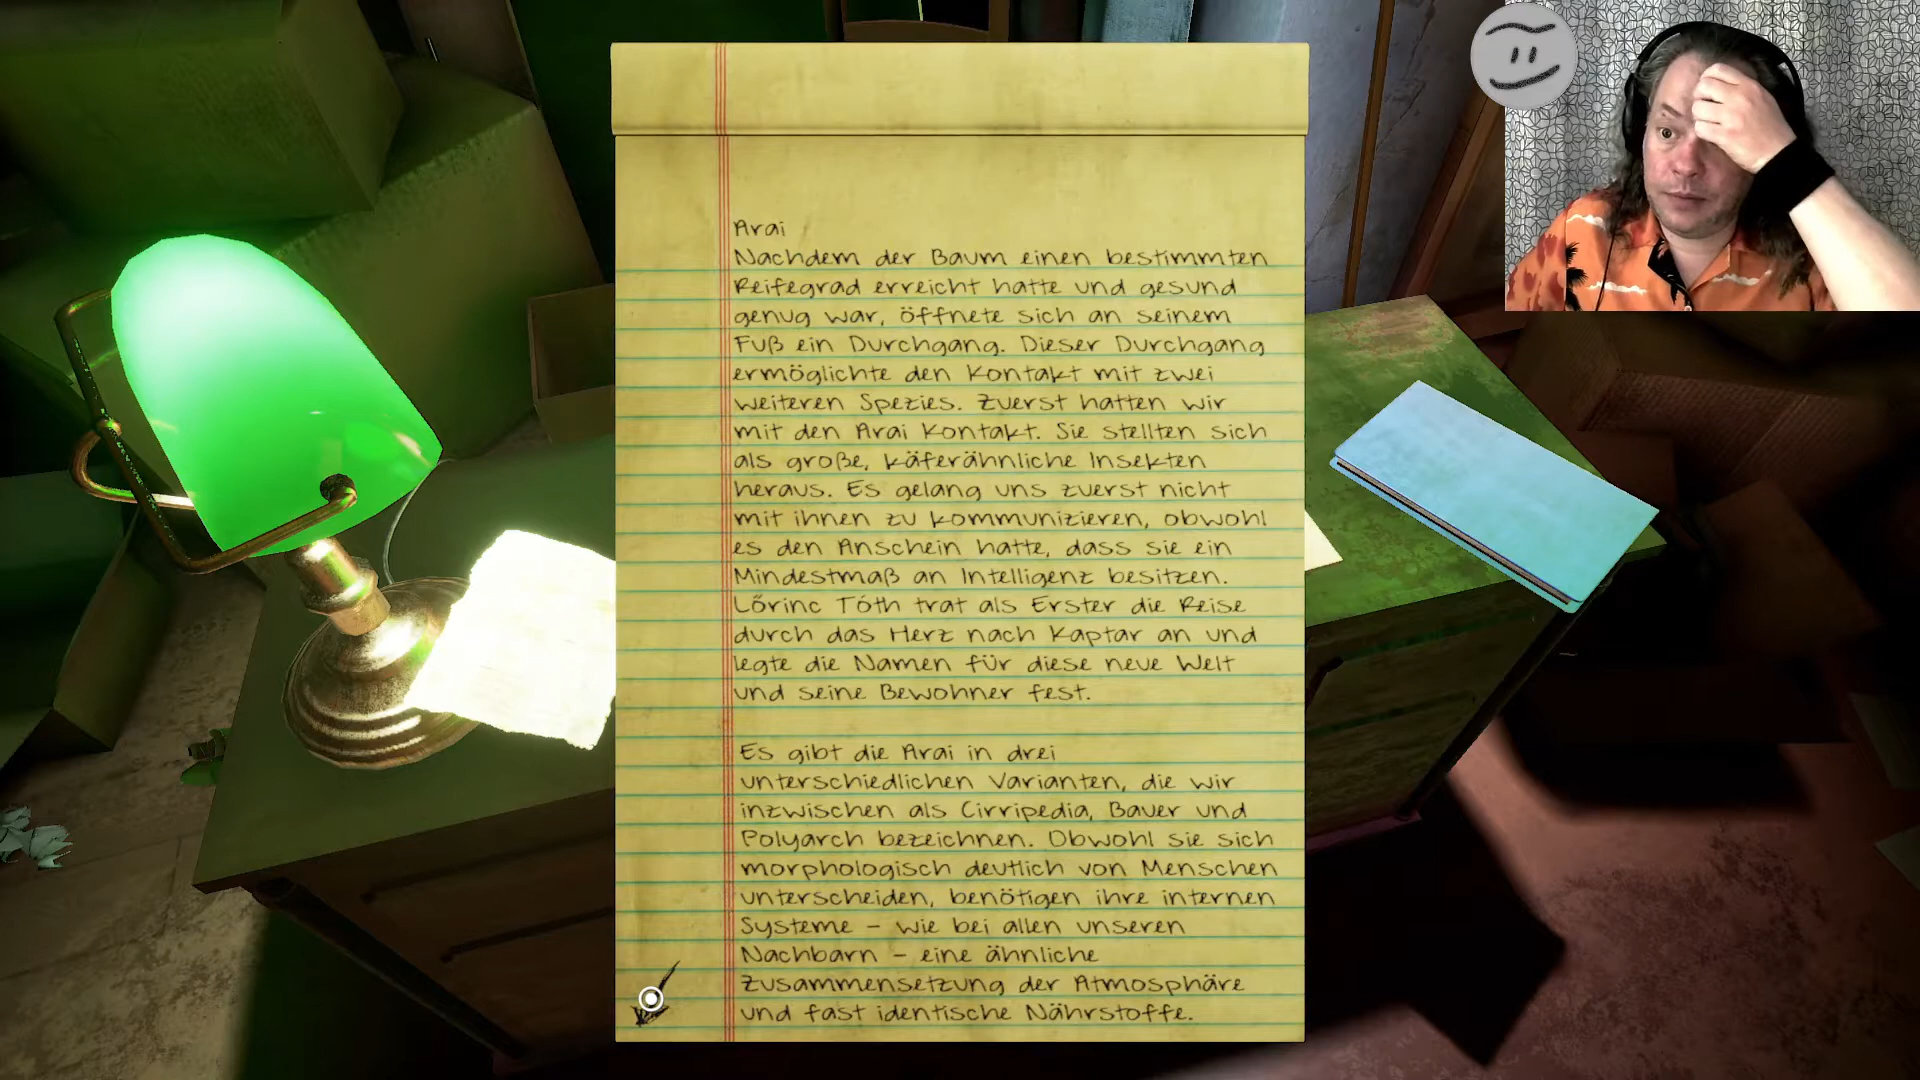 Arai
Nachdem der Baum einen bestimmten
Reifegrad erreicht hatte und gesund
genug war, öffnete sich an seinem
Fuß ein Durchgang. Dieser Durchgang
ermöglichte den Kontakt mit zwei
weiteren Spezies. Zuerst hatten wir
mit den Arai Kontakt. Sie stellten sich
als große, käferähnliche Insekten
heraus. Es gelang uns zuerst nicht
mit ihnen zu kommunizieren, obwohl
es den Anschein hatte, dass sie ein
Mindestmaß an Intelligenz besitzen.
Lőrinc Tóth trat als Erster die Reise
durch das Herz nach Kaptar an und
legte die Namen für diese neue Welt
und seine Bewohner fest.
Es gibt die Arai in drei
unterschiedlichen Varianten, die wir
inzwischen als Cirripedia, Bauer und
Polyarch bezeichnen. Obwohl sie sich
morphologisch deutlich von Menschen
unterscheiden, benötigen ihre internen
Systeme – wie bei allen unseren
Nachbarn – eine ähnliche
Zusammensetzung der Atmosphäre
und fast identische Nährstoffe.